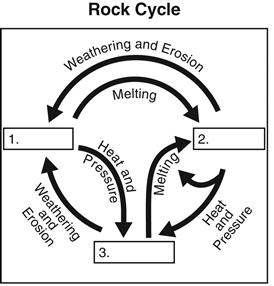 Rock Cycle
Weathering and Erosion
Melting
1.
2.
Heat and
Pressure
Melting
Weathering
and
Erosion
Heat
and
Pressure
3.